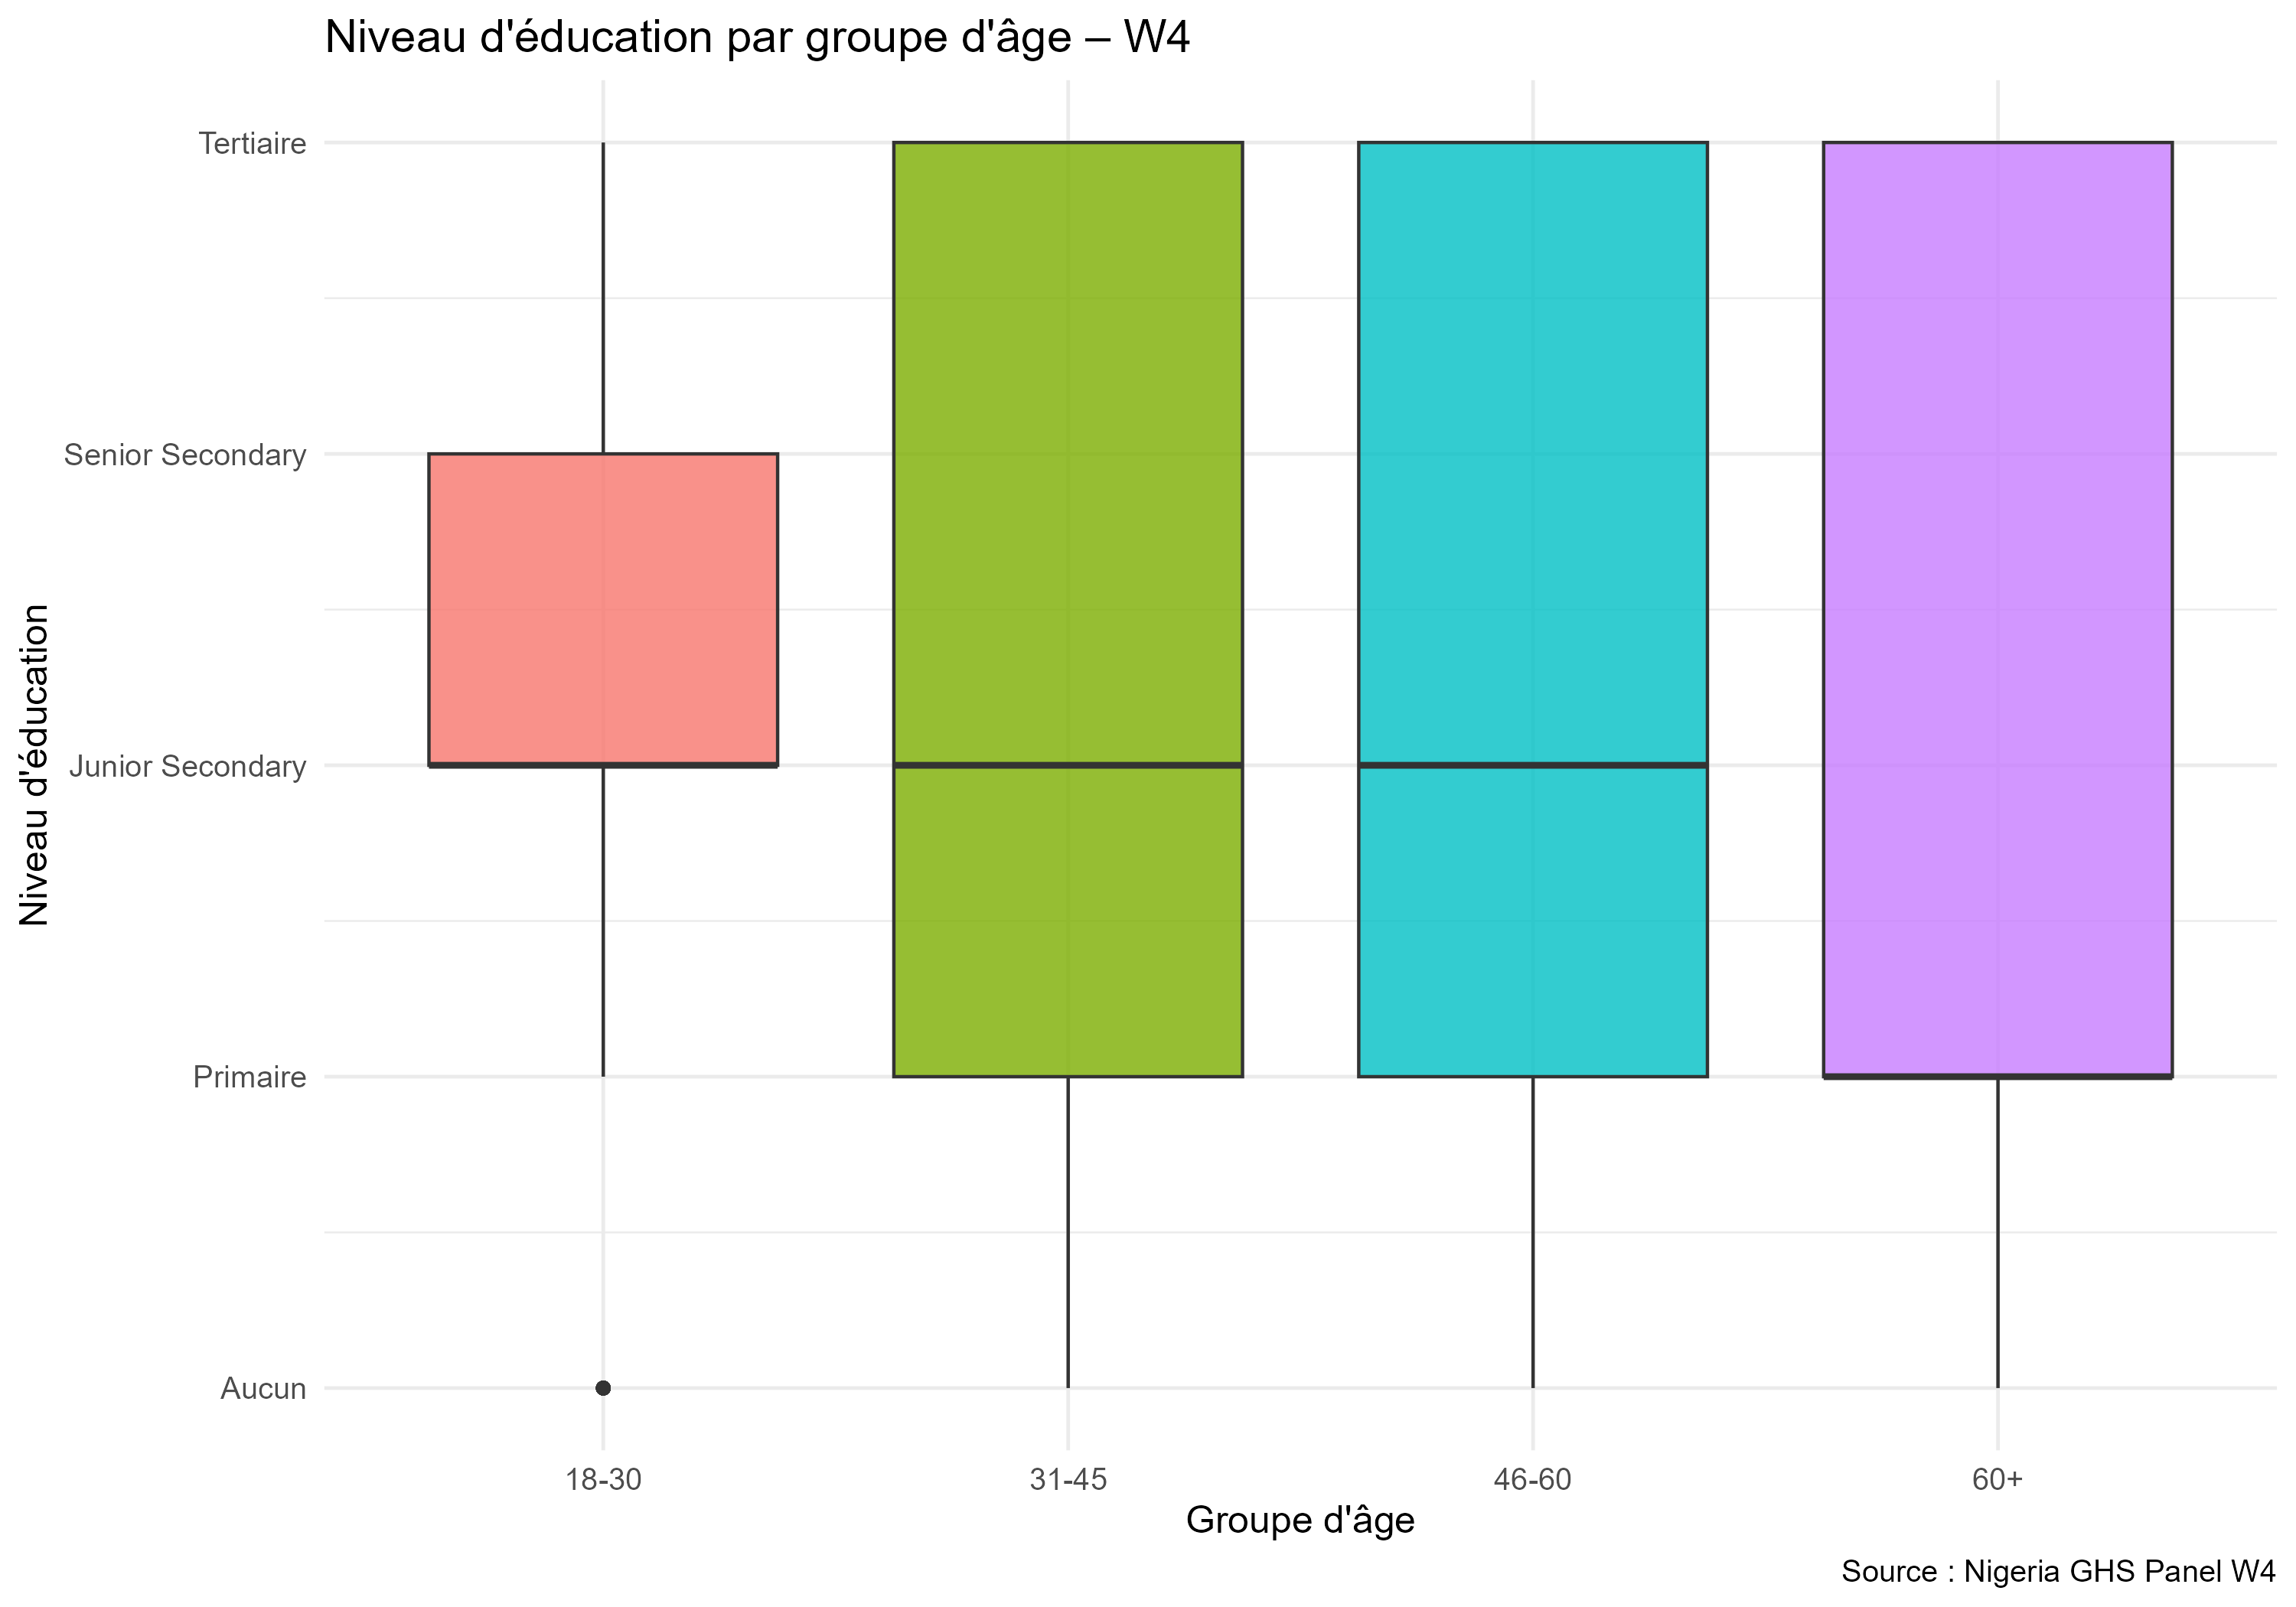 Niveau d'éducation par groupe d'âge – W4
Niveau d'éducation
Tertiaire
Senior Secondary
Junior Secondary
Primaire
Aucun
18-30
31-45
46-60
60+
Groupe d'âge
Source : Nigeria GHS Panel W4